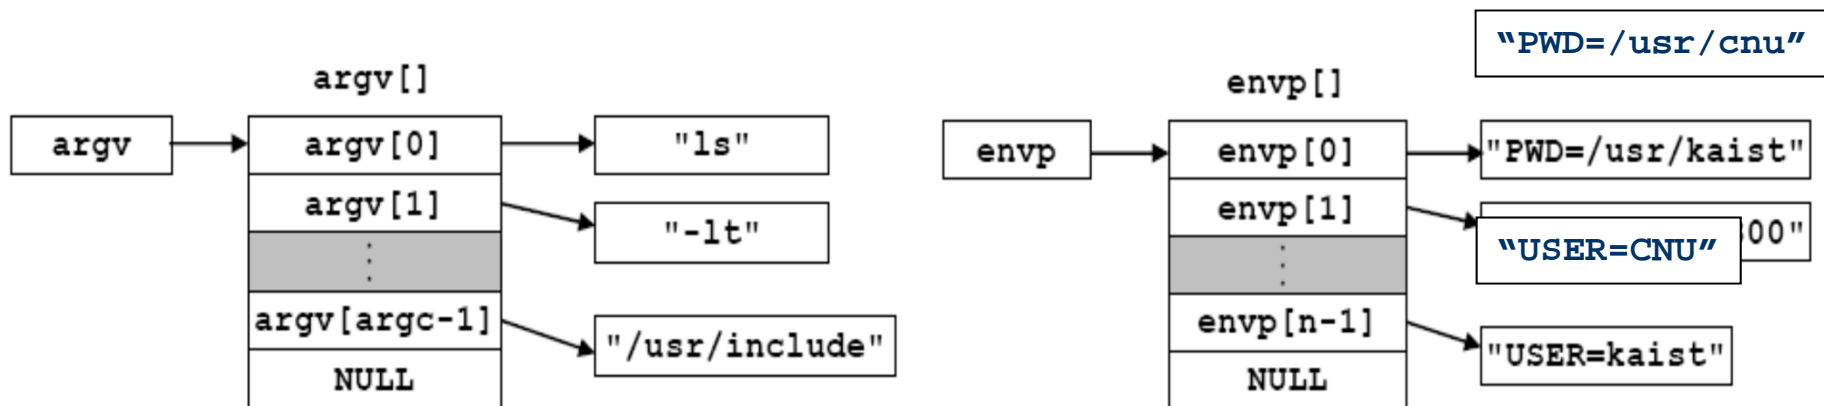 argv[]
argv
argv[0]
"ls"
argv[1]
"-lt"
argv[argc-1]
"/usr/include"
NULL
“PWD=/usr/cnu”
envp[]
envp
envp[0]
"PWD=/usr/kaist"
envp[1]
“USER=CNU”
00"
envp[n-1]
"USER=kaist"
NULL